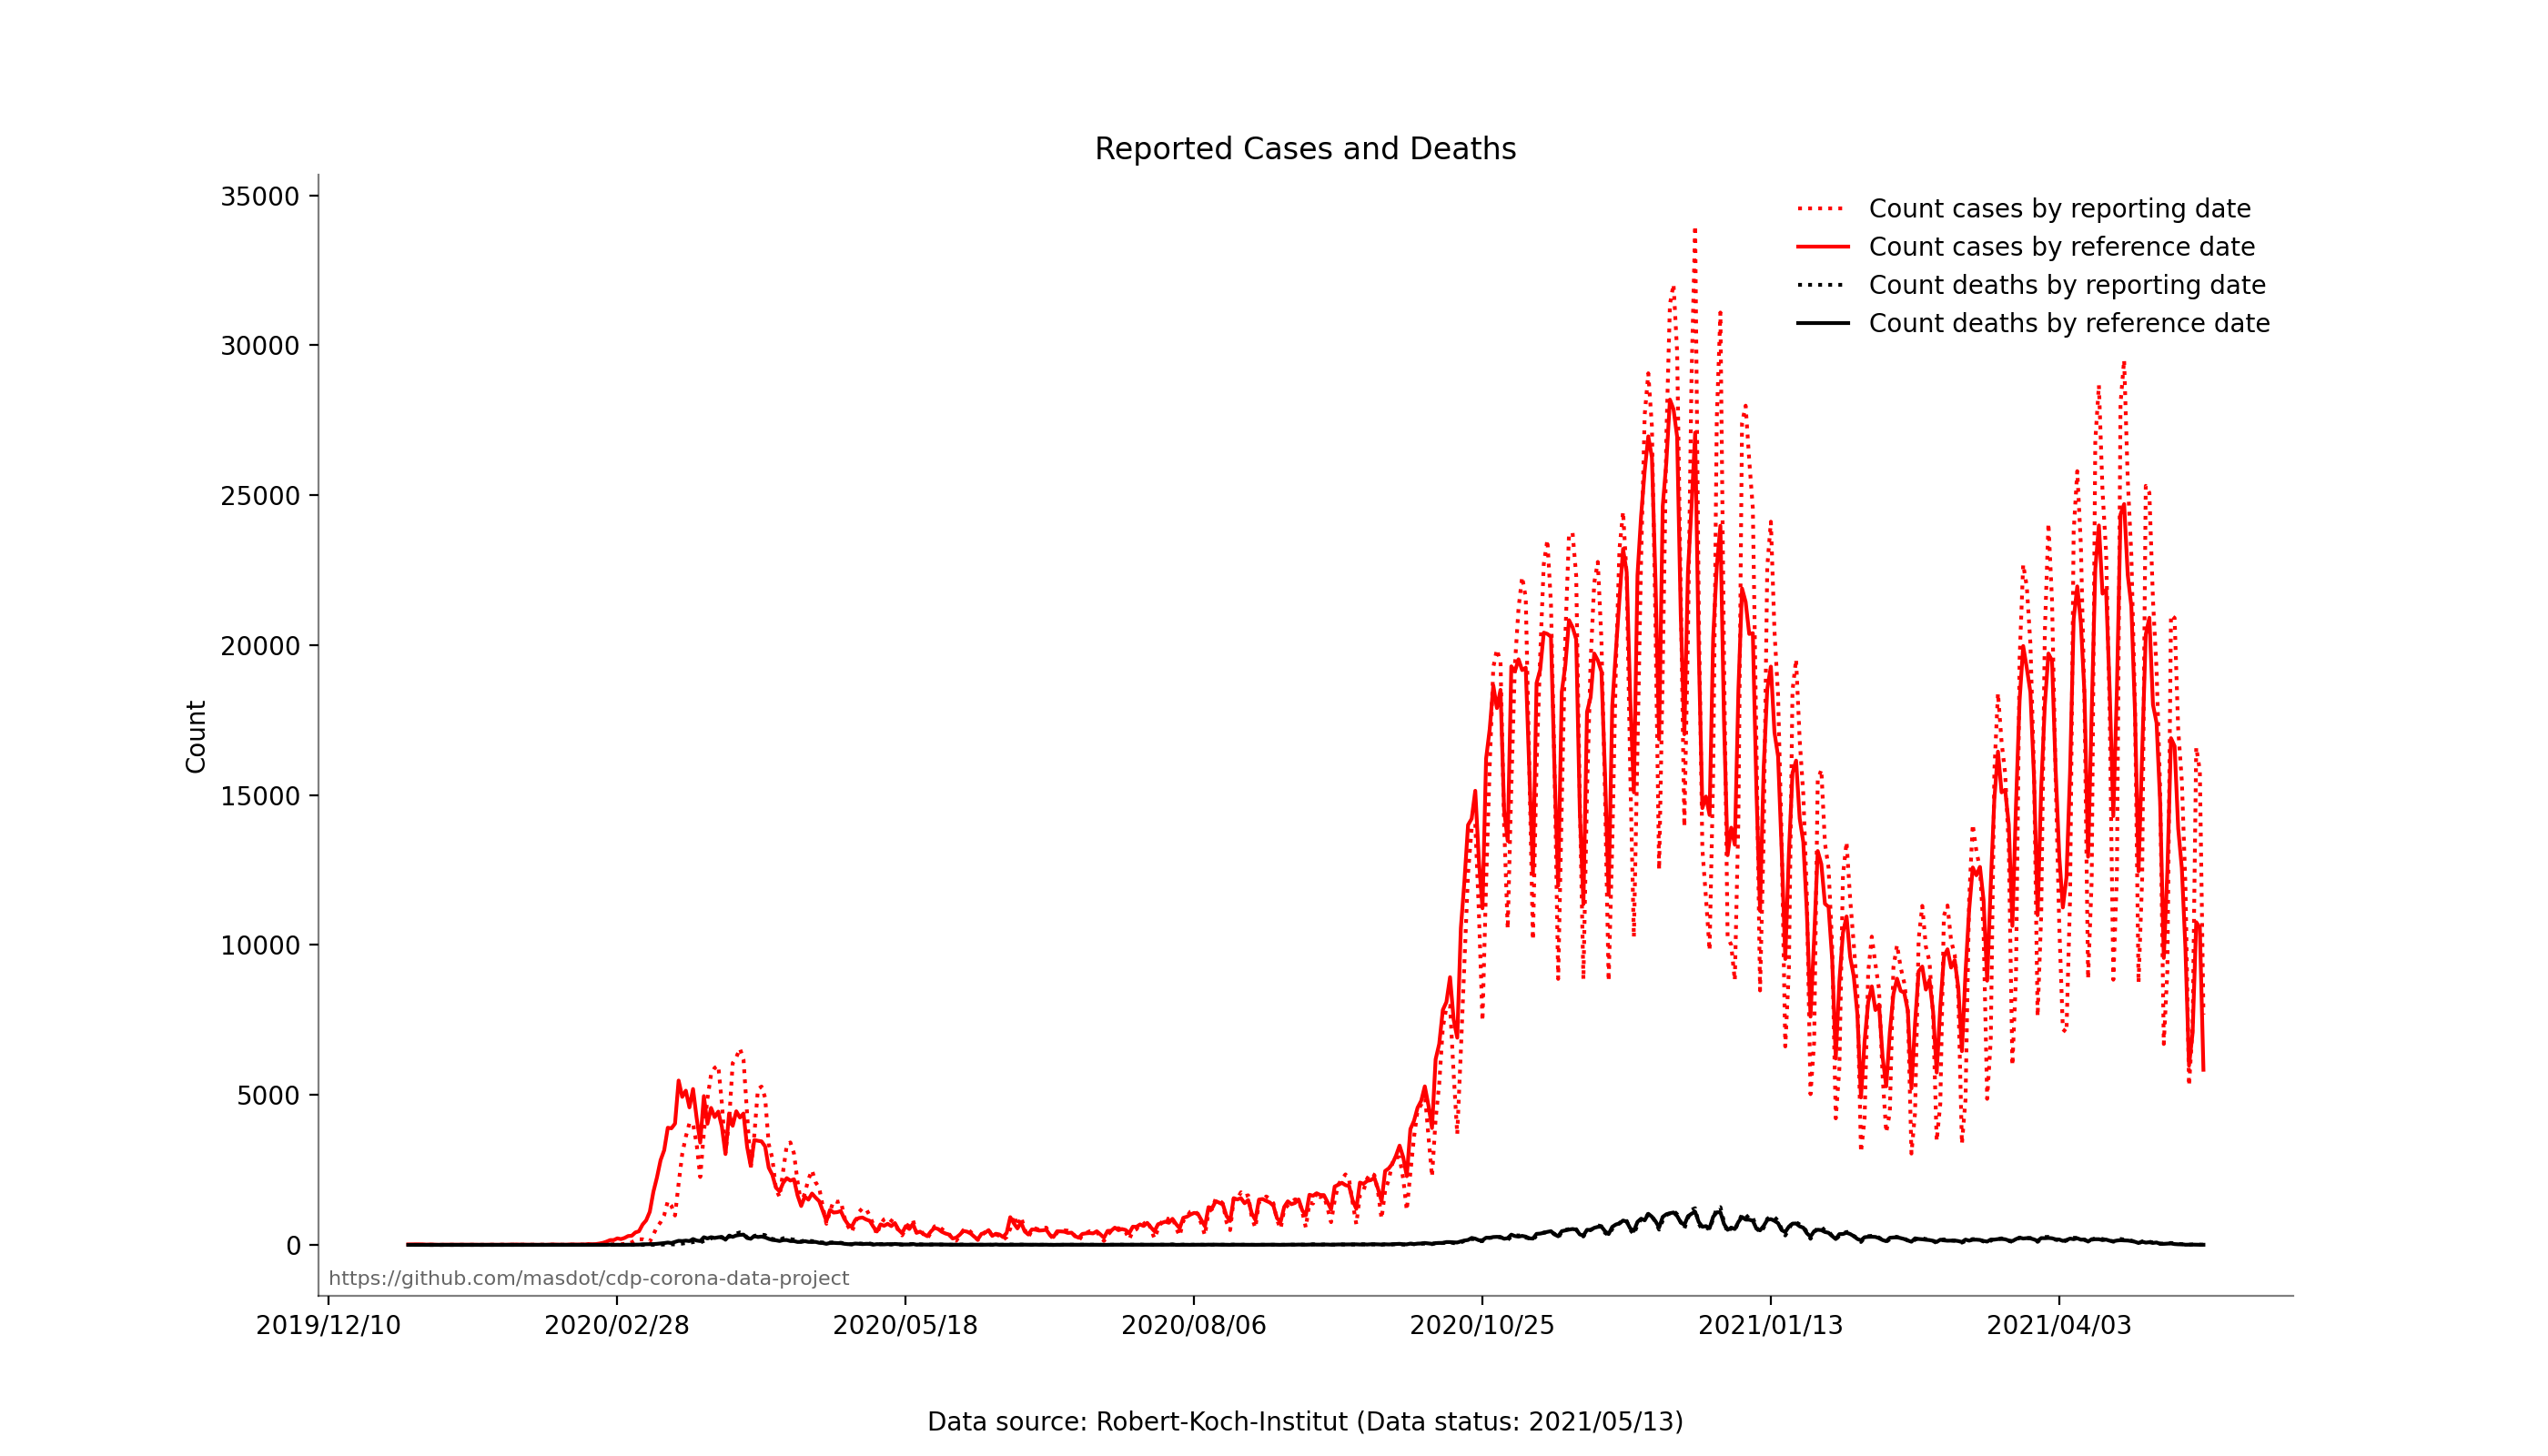 Reported Cases and Deaths
35000
30000
25000
20000
15000
10000
5000
0
Count
Count cases by reporting date
Count cases by reference date
Count deaths by reporting date
Count deaths by reference date
https://github.com/masdot/cdp-corona-data-project
2019/12/10 2020/02/28 2020/05/18 2020/08/06 2020/10/25 2021/01/13 2021/04/03
Data source: Robert-Koch-Institut (Data status: 2021/05/13)